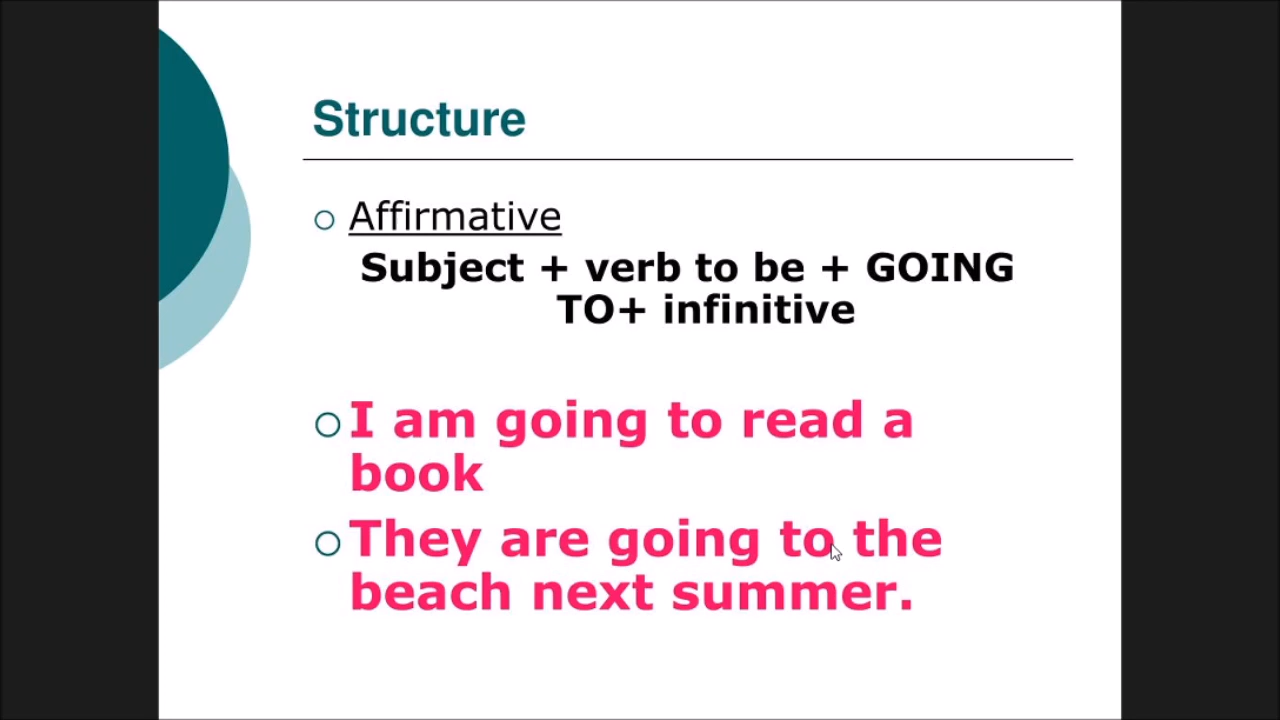 Structure
Affirmative
Subject + verb to be + GOING
TO+ infinitive
I am going to read a
book
They are going to the
beach next summer.